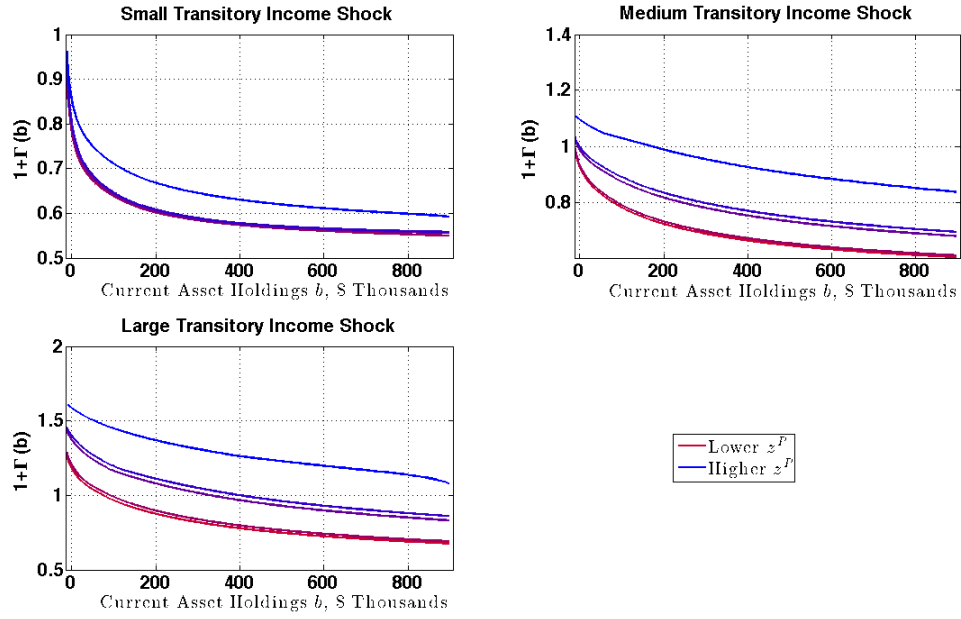 Small Transitory Income Shock
1
0.9
0.8
0.7
0.6
0.5
1+Γ (b)
0 200 400 600 800
Current Asset Holdings b, $ Thousands
Medium Transitory Income Shock
1.4
1.2
1
0.8
1+Γ (b)
0 200 400 600 800
Current Asset Holdings b, $ Thousands
Large Transitory Income Shock
2
1.5
1
0.5
1+Γ (b)
0 200 400 600 800
Current Asset Holdings b, $ Thousands
Lower z^P
Higher z^P